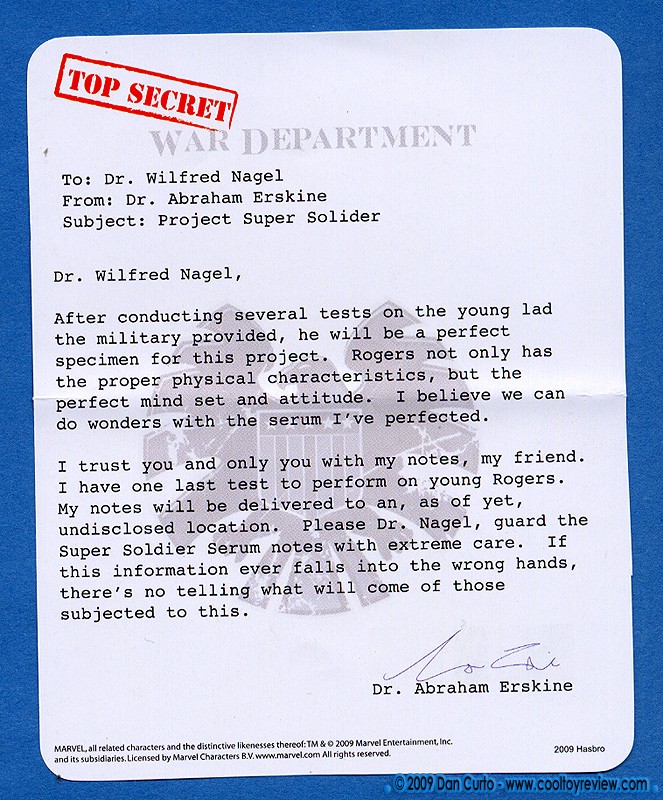 TOP SECRET
WAR DEPARTMENT
To: Dr. Wilfred Nagel
From: Dr. Abraham Erskine
Subject: Project Super Solider
Dr. Wilfred Nagel,
After conducting several tests on the young lad
the military provided, he will be a perfect
specimen for this project. Rogers not only has
the proper physical characteristics, but the
perfect mind set and attitude. I believe we can
do wonders with the serum I've perfected.
I trust you and only you with my notes, my friend.
I have one last test to perform on young Rogers.
My notes will be delivered to an, as of yet,
undisclosed location. Please Dr. Nagel, guard the
Super Soldier Serum notes with extreme care. If
this information ever falls into the wrong hands,
there's no telling what will come of those
subjected to this.
Dr. Abraham Erskine
MARVEL, all related characters and the distinctive likenesses thereof: TM & © 2009 Marvel Entertainment, Inc.
and its subsidiaries. Licensed by Marvel Characters B.V. www.marvel.com All rights reserved.
2009 Hasbro
© 2009 Dan Curto - www.cooltoyreview.com